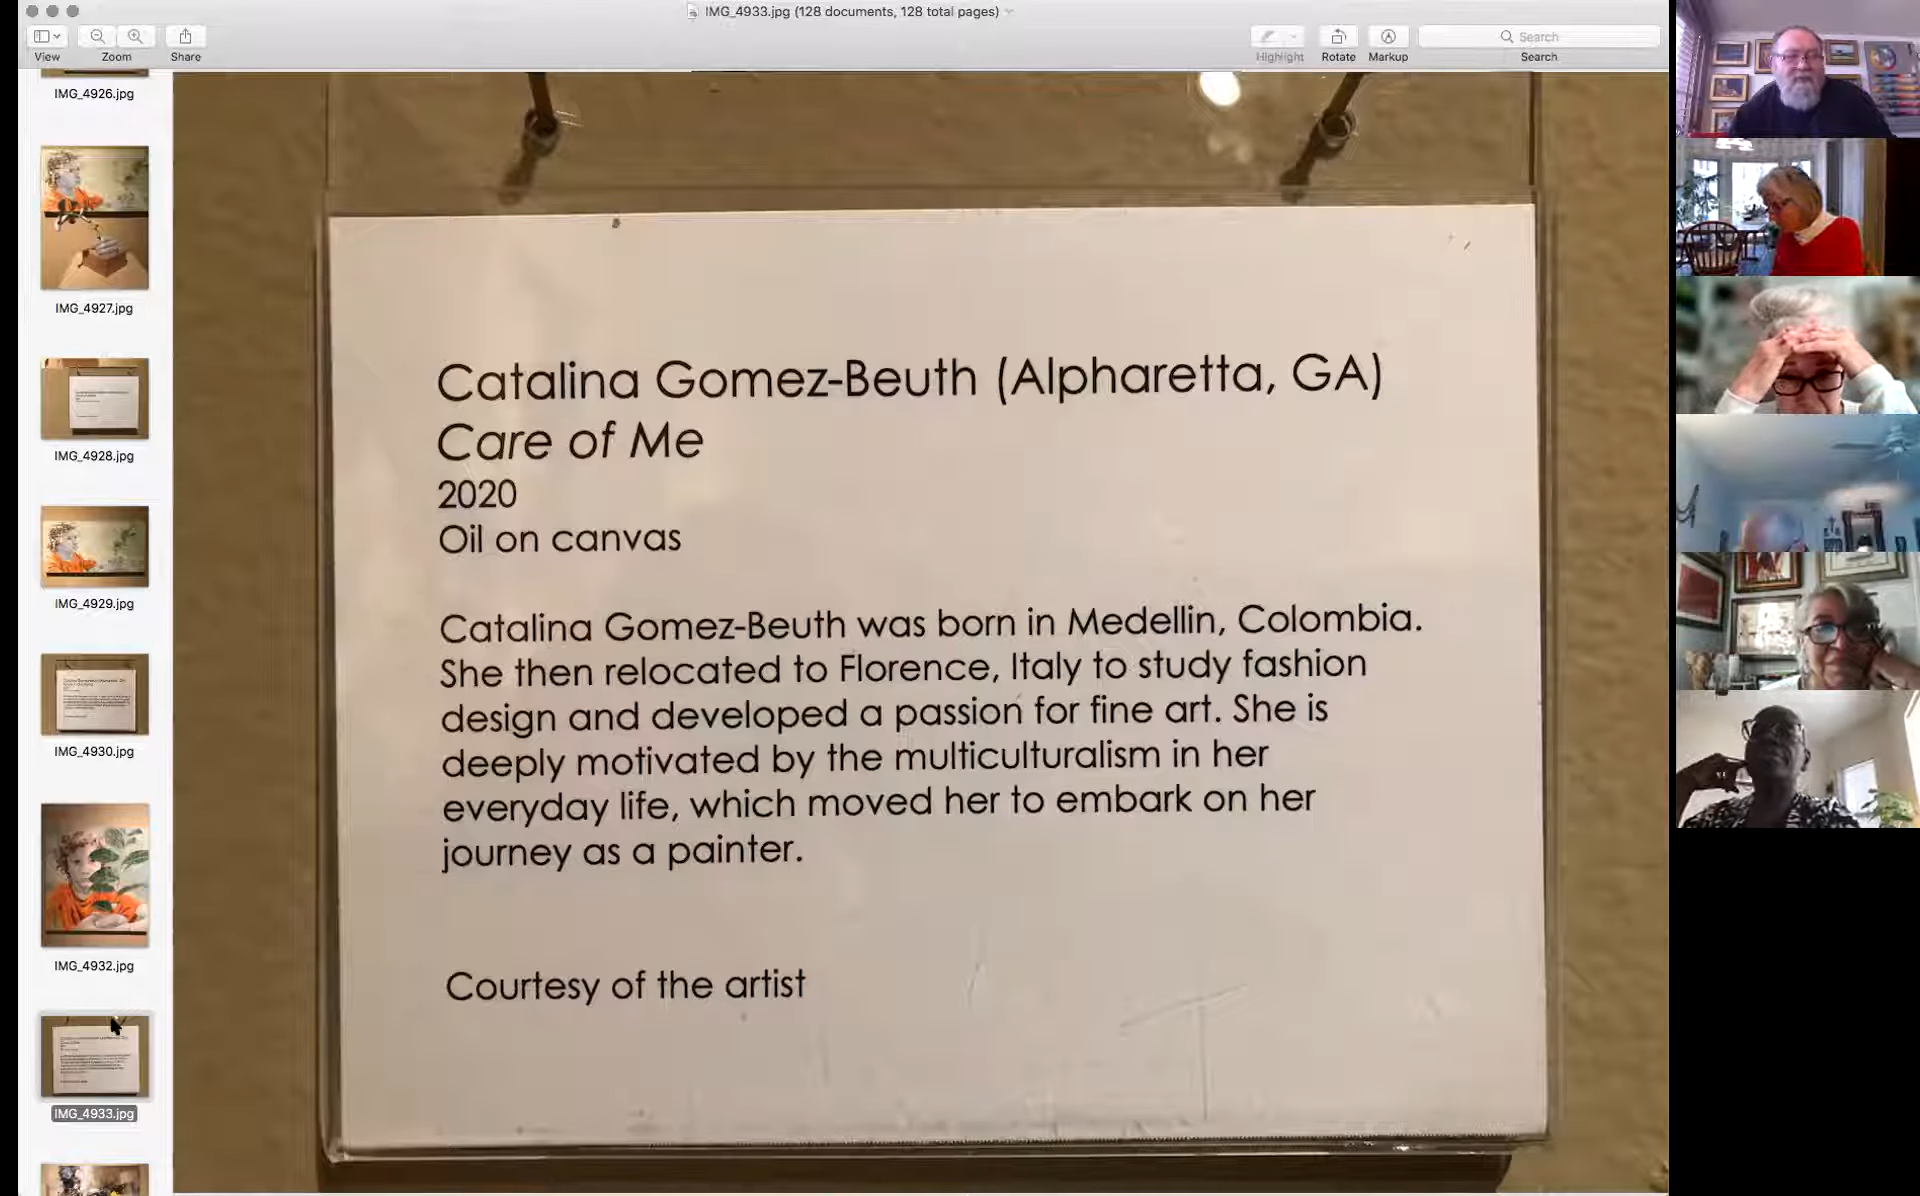 IMG_4933.jpg (128 documents, 128 total pages)
View
Zoom
Share
Highlight
Rotate
Markup
Search
Search
IMG_4926.jpg
IMG_4927.jpg
IMG_4928.jpg
IMG_4929.jpg
IMG_4930.jpg
IMG_4932.jpg
IMG_4933.jpg
Catalina Gomez-Beuth (Alpharetta, GA)
Care of Me
2020
Oil on canvas
Catalina Gomez-Beuth was born in Medellin, Colombia.
She then relocated to Florence, Italy to study fashion
design and developed a passion for fine art. She is
deeply motivated by the multiculturalism in her
everyday life, which moved her to embark on her
journey as a painter.
Courtesy of the artist